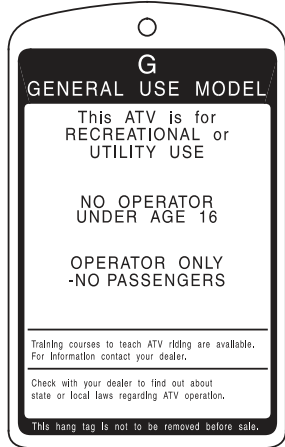 G
GENERAL USE MODEL
This ATV is for
RECREATIONAL or
UTILITY USE
NO OPERATOR
UNDER AGE 16
OPERATOR ONLY
-NO PASSENGERS
Training courses to teach ATV riding are available.
For information contact your dealer.
Check with your dealer to find out about
state or local laws regarding ATV operation.
This hang tag is not to be removed before sale.